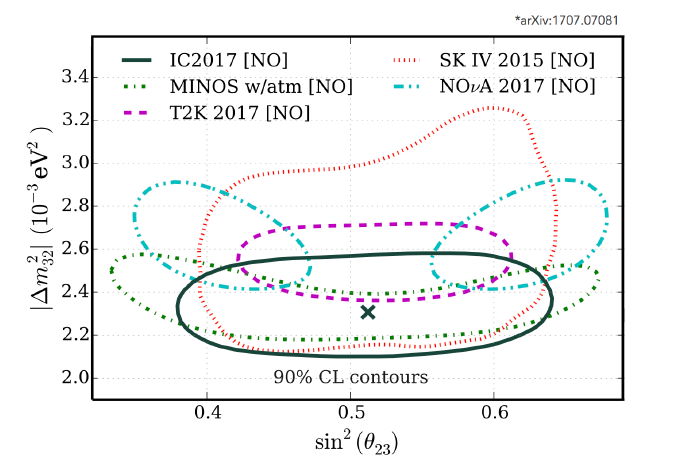 *arXiv:1707.07081
IC2017 [NO]
MINOS w/atm [NO]
T2K 2017 [NO]
SK IV 2015 [NO]
NOνA 2017 [NO]
3.4
3.2
3.0
2.8
2.6
2.4
2.2
2.0
|Δm²₃₂| (10⁻³ eV²)
90% CL contours
0.4 0.5 0.6
sin² (θ₂₃)